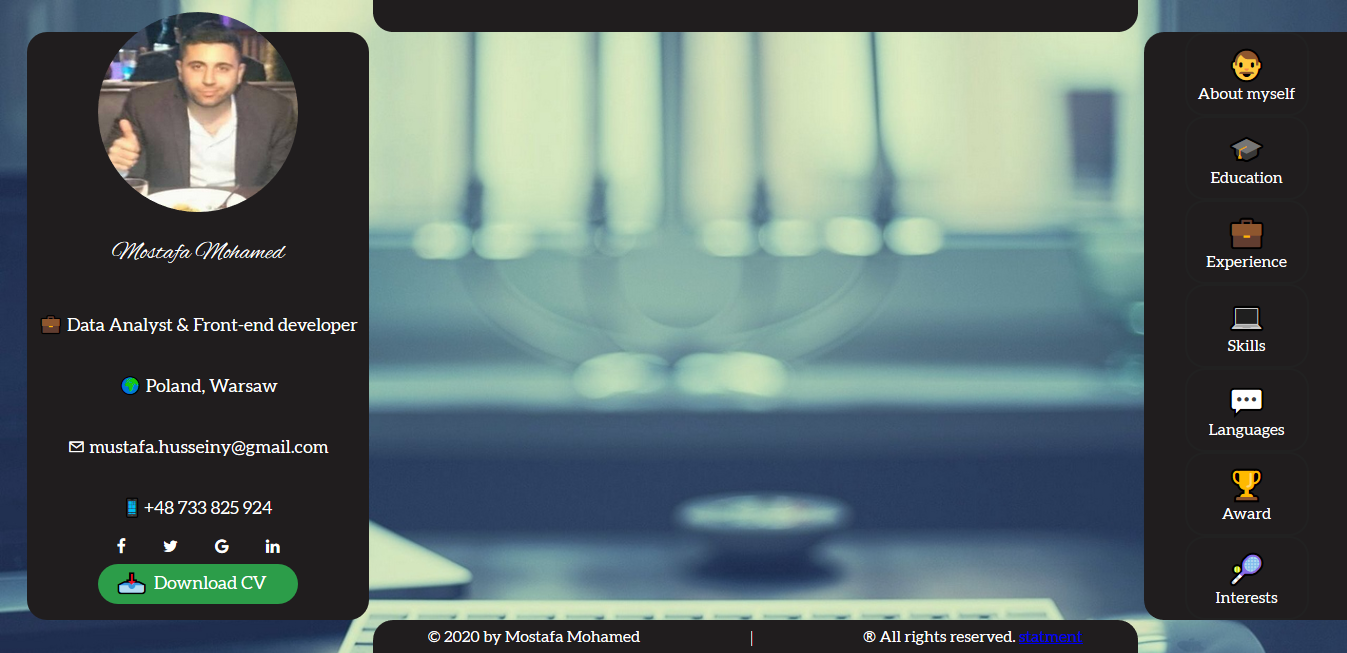 Mostafa Mohamed
Data Analyst & Front-end developer
Poland, Warsaw
mustafa.husseiny@gmail.com
+48 733 825 924
Download CV
About myself
Education
Experience
Skills
Languages
Award
Interests
© 2020 by Mostafa Mohamed | ® All rights reserved. statment